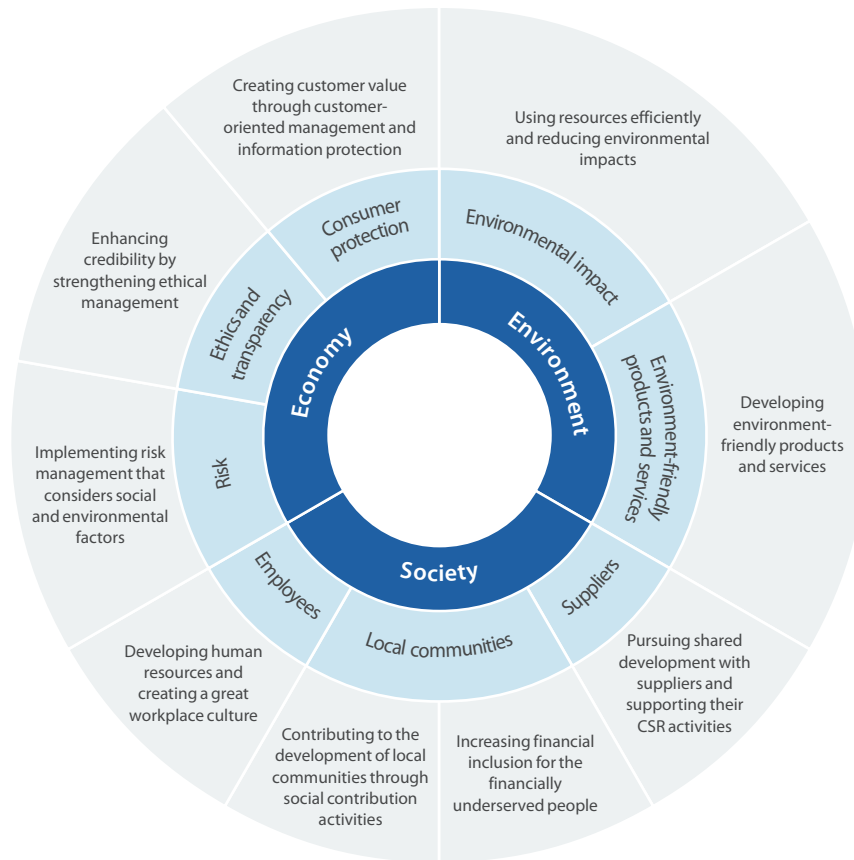 Creating customer value
through customer-
oriented management and
information protection
Using resources efficiently
and reducing environmental
impacts
Consumer
protection
Environmental impact
Enhancing
credibility by
strengthening ethical
management
Ethics and
transparency
Economy
Environment
Environment-friendly
products and services
Developing
environment-
friendly products
and services
Implementing risk
management that
considers social
and environmental
factors
Risk
Society
Employees
Local communities
Suppliers
Developing human
resources and
creating a great
workplace culture
Contributing to the
development of local
communities through
social contribution
activities
Increasing financial
inclusion for the
financially
underserved people
Pursuing shared
development with
suppliers and
supporting their
CSR activities